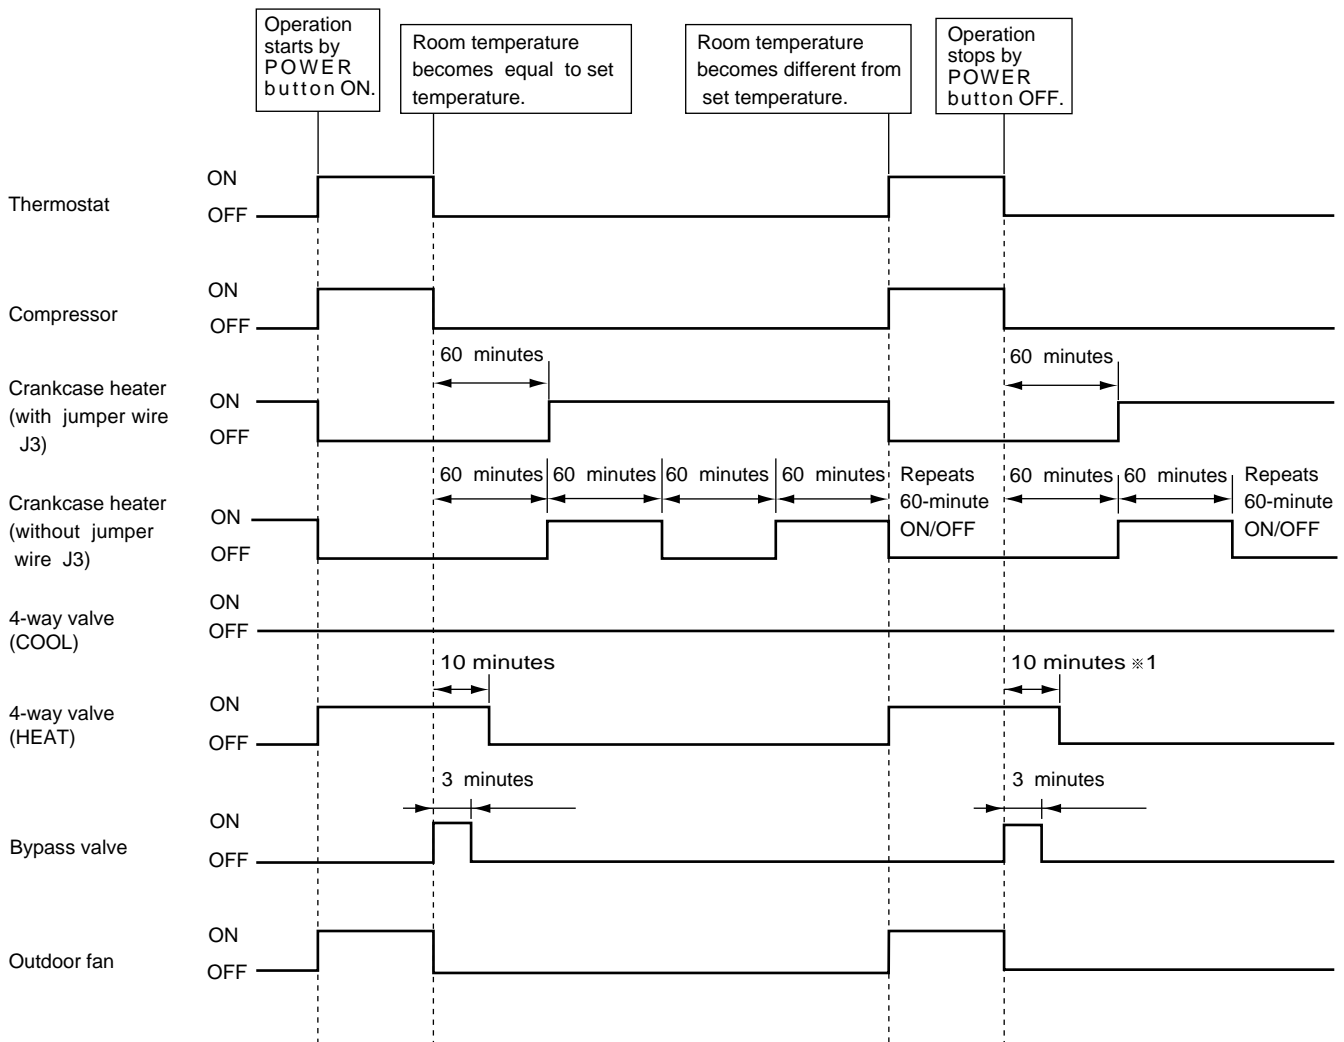 Operation
starts by
POWER
button ON.
Room temperature
becomes equal to set
temperature.
Room temperature
becomes different from
set temperature.
Operation
stops by
POWER
button OFF.
Thermostat
ON
OFF
Compressor
ON
OFF
60 minutes
60 minutes
Crankcase heater
(with jumper wire
J3)
ON
OFF
60 minutes
60 minutes
60 minutes
60 minutes
Repeats
60-minute
ON/OFF
60 minutes
60 minutes
Repeats
60-minute
ON/OFF
Crankcase heater
(without jumper
wire J3)
ON
OFF
4-way valve
(COOL)
ON
OFF
10 minutes
10 minutes ※1
4-way valve
(HEAT)
ON
OFF
3 minutes
3 minutes
Bypass valve
ON
OFF
Outdoor fan
ON
OFF